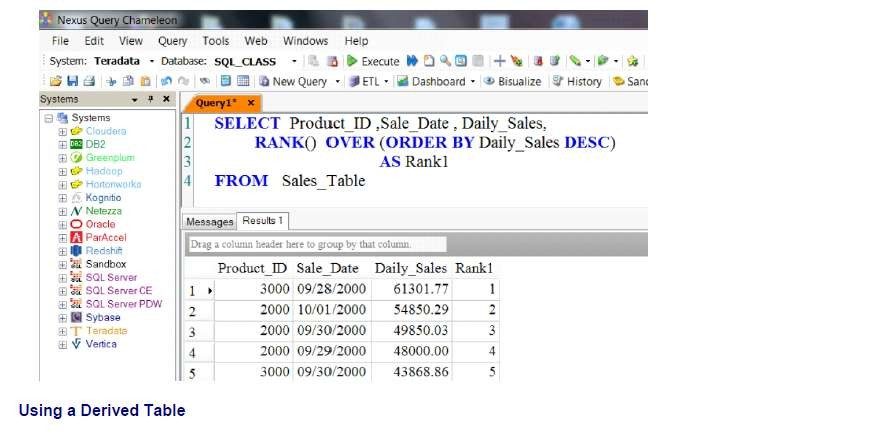 Nexus Query Chameleon
File Edit View Query Tools Web Windows Help
System: Teradata Database: SQL_CLASS Execute
New Query ETL Dashboard Bisualize History
Systems
Query1* ×
Systems
Cloudera
DB2
Greenplum
Hadoop
Hortonworks
Kognitio
Netezza
Oracle
ParAccel
Redshift
Sandbox
SQL Server
SQL Server CE
SQL Server PDW
Sybase
Teradata
Vertica
1 SELECT Product_ID ,Sale_Date , Daily_Sales,
2 RANK() OVER (ORDER BY Daily_Sales DESC)
3 AS Rank1
4 FROM Sales_Table
Messages Results 1
Drag a column header here to group by that column.
Product_ID Sale_Date Daily_Sales Rank1
1 3000 09/28/2000 61301.77 1
2 2000 10/01/2000 54850.29 2
3 2000 09/30/2000 49850.03 3
4 2000 09/29/2000 48000.00 4
5 3000 09/30/2000 43868.86 5
Using a Derived Table